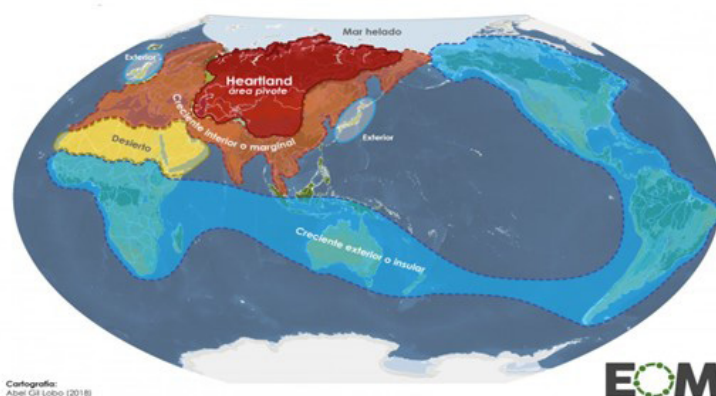 Mar helado
Exterior
Heartland
área pivote
Creciente interior o marginal
Exterior
Desierto
Creciente exterior o insular
Cartografía:
Abel Gil Lobo (2018)
EOM